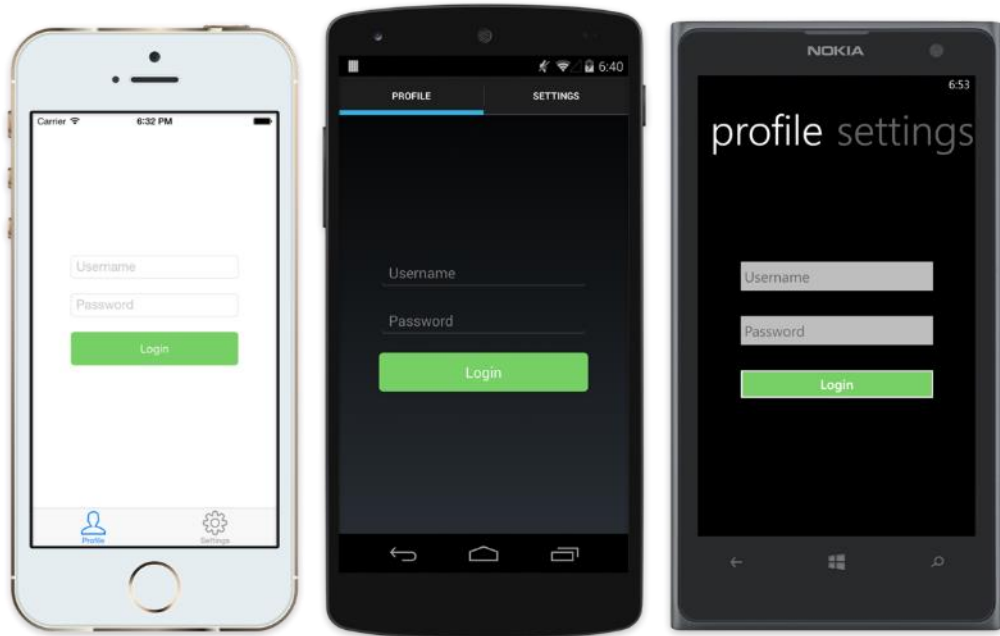 Carrier 6:32 PM
Username
Password
Login
Profile Settings
6:40
PROFILE SETTINGS
Username
Password
Login
NOKIA
6:53
profile settings
Username
Password
Login